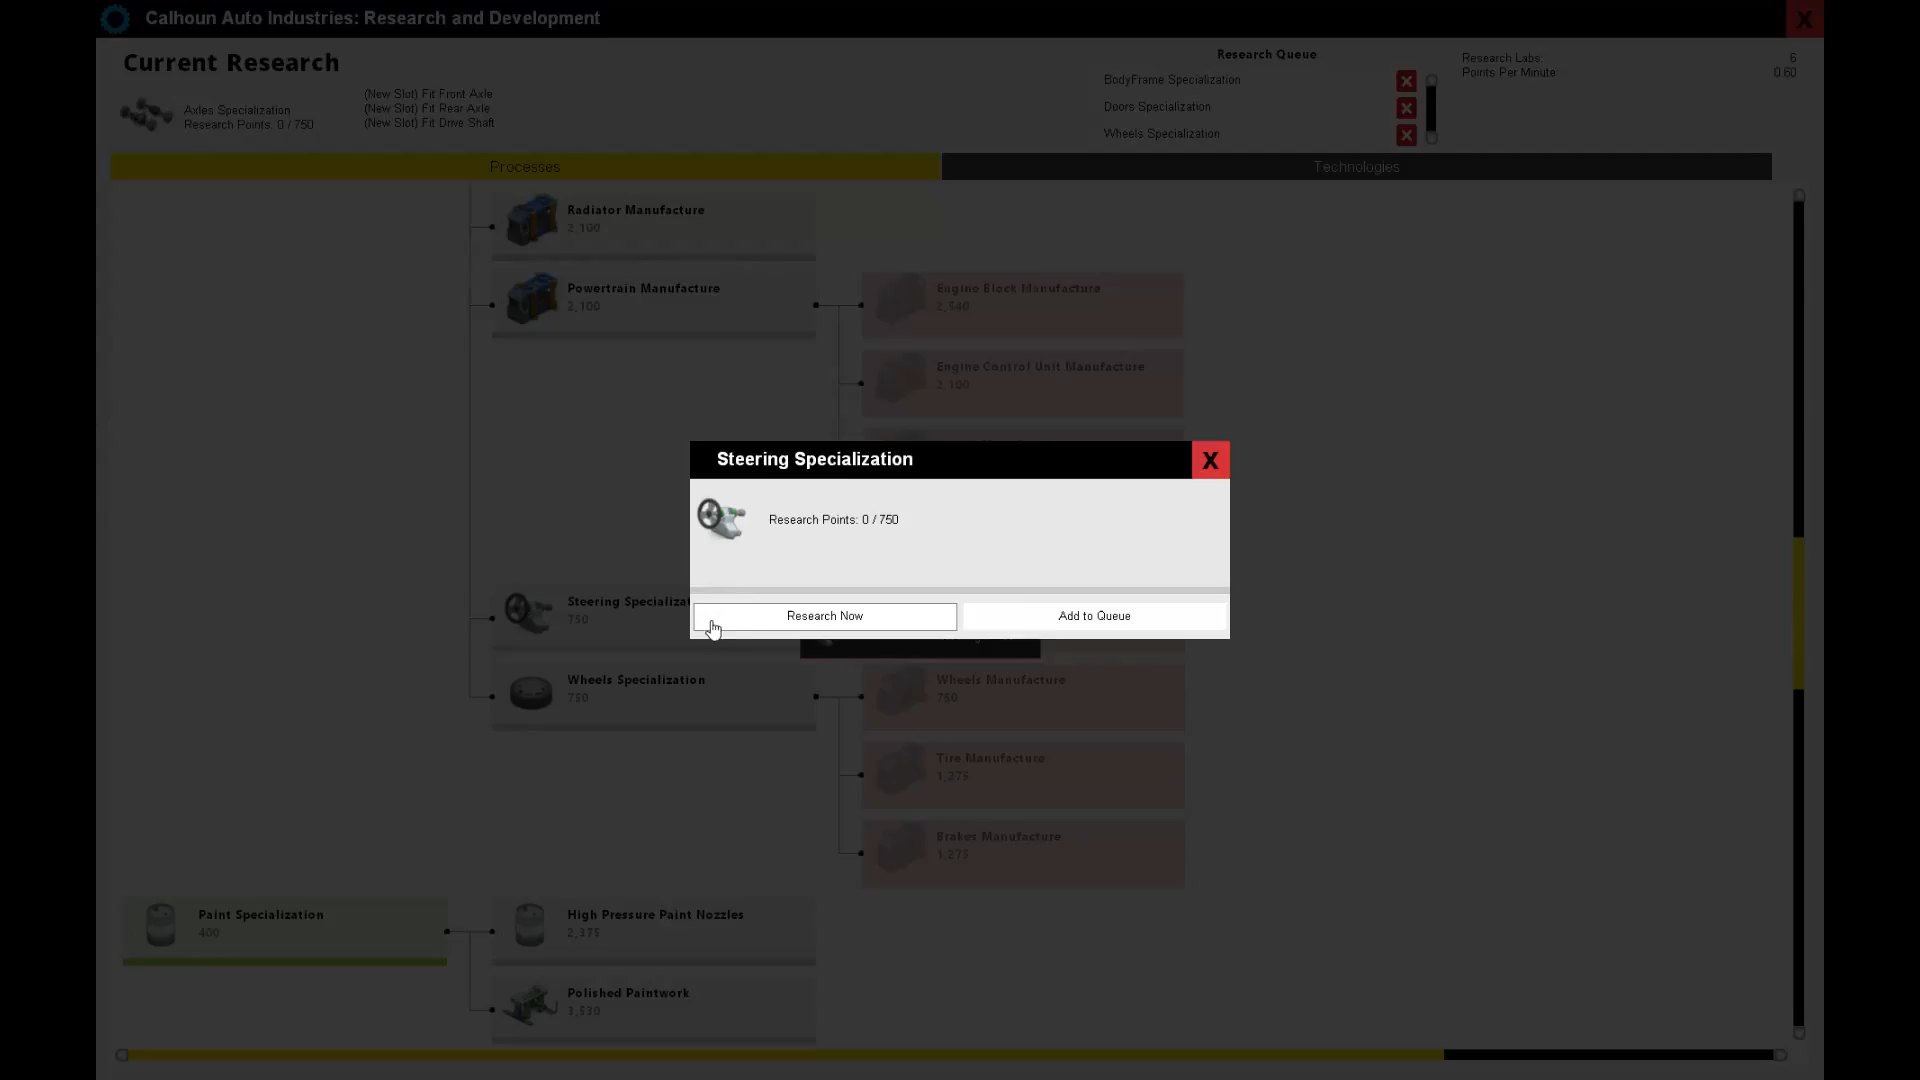 Calhoun Auto Industries: Research and Development
X
Current Research
Axles Specialization
Research Points: 0 / 750
(New Slot) Fit Front Axle
(New Slot) Fit Rear Axle
(New Slot) Fit Drive Shaft
Research Queue
BodyFrame Specialization
Doors Specialization
Wheels Specialization
Research Labs: 6
Points Per Minute 0.60
Processes
Technologies
Radiator Manufacture
2,100
Powertrain Manufacture
2,100
Engine Block Manufacture
2,540
Engine Control Unit Manufacture
2,100
Steering Specialization
X
Research Points: 0 / 750
Research Now
Add to Queue
Steering Specializat
750
Wheels Specialization
750
Wheels Manufacture
750
Tire Manufacture
1,275
Brakes Manufacture
1,275
Paint Specialization
400
High Pressure Paint Nozzles
2,375
Polished Paintwork
3,530